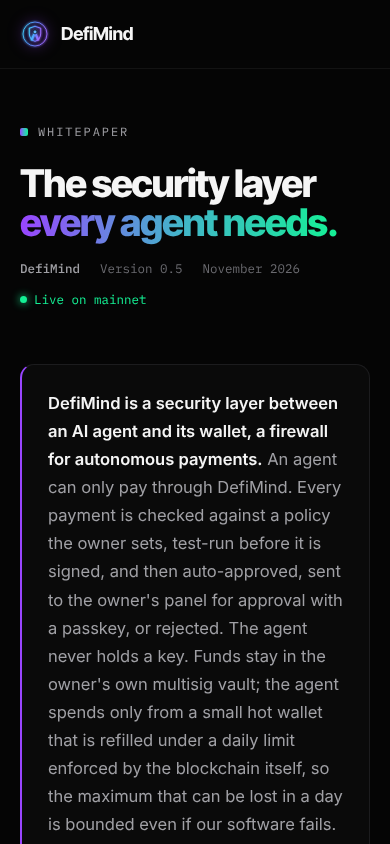 DefiMind
WHITEPAPER
The security layer
every agent needs.
DefiMind Version 0.5 November 2026
Live on mainnet
DefiMind is a security layer between
an AI agent and its wallet, a firewall
for autonomous payments. An agent
can only pay through DefiMind. Every
payment is checked against a policy
the owner sets, test-run before it is
signed, and then auto-approved, sent
to the owner's panel for approval with
a passkey, or rejected. The agent
never holds a key. Funds stay in the
owner's own multisig vault; the agent
spends only from a small hot wallet
that is refilled under a daily limit
enforced by the blockchain itself, so
the maximum that can be lost in a day
is bounded even if our software fails.